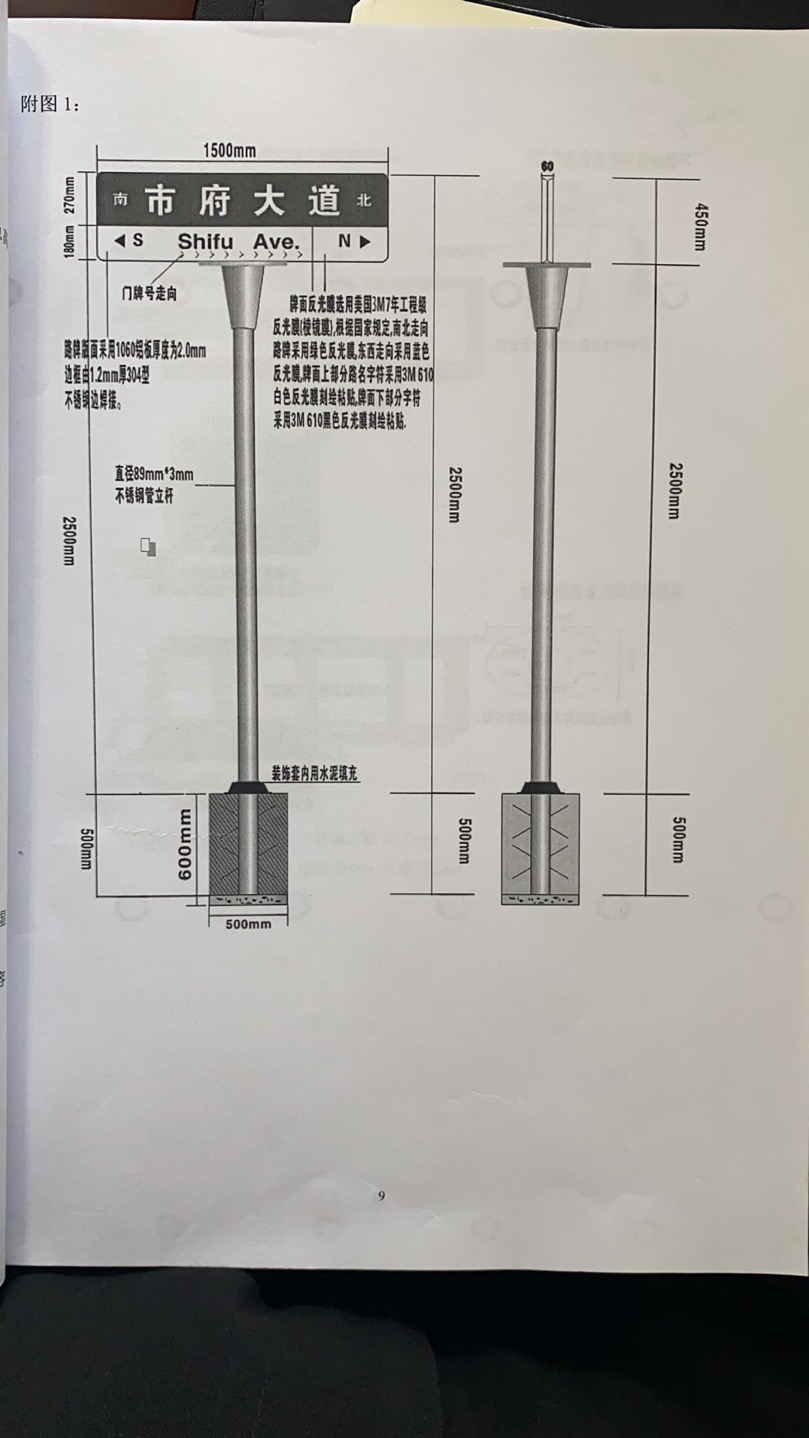 附图 1：
1500mm
60
270mm
南 市府大道 北
180mm
S Shifu Ave. N
450mm
门牌号走向
牌面反光膜选用美国3M7年工程级
反光膜(棱镜膜),根据国家规定,南北走向
路牌采用绿色反光膜,东西走向采用蓝色
反光膜,牌面上部分路名字符采用3M 610
白色反光膜刻绘粘贴,牌面下部分字符
采用3M 610黑色反光膜刻绘粘贴.
路牌版面采用1060铝板厚度为2.0mm
边框由1.2mm厚304型
不锈钢边焊接。
直径89mm*3mm
不锈钢管立杆
2500mm
2500mm
2500mm
装饰套内用水泥填充
500mm
600mm
500mm
500mm
500mm
9